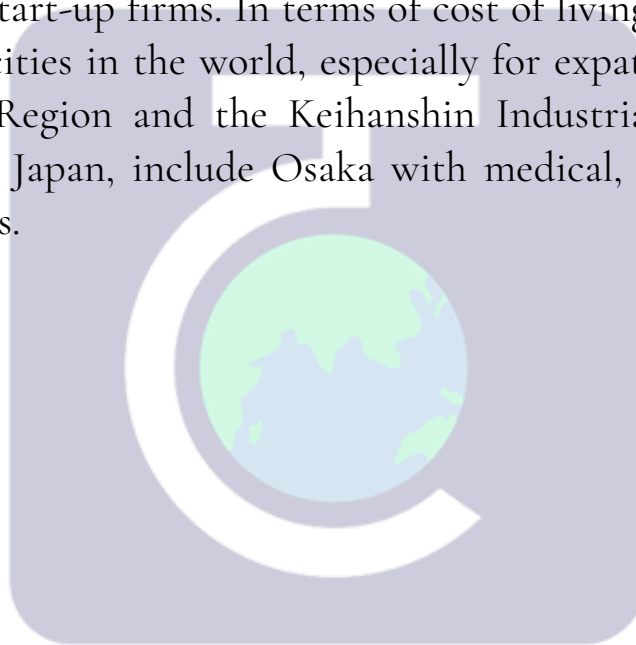 start-up firms. In terms of cost of living
cities in the world, especially for expat
Region and the Keihanshin Industria
Japan, include Osaka with medical,
s.